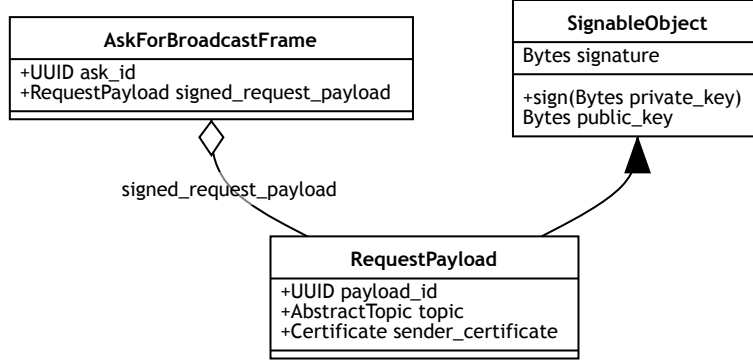 AskForBroadcastFrame
+UUID ask_id
+RequestPayload signed_request_payload
SignableObject
Bytes signature
+sign(Bytes private_key)
Bytes public_key
signed_request_payload
RequestPayload
+UUID payload_id
+AbstractTopic topic
+Certificate sender_certificate